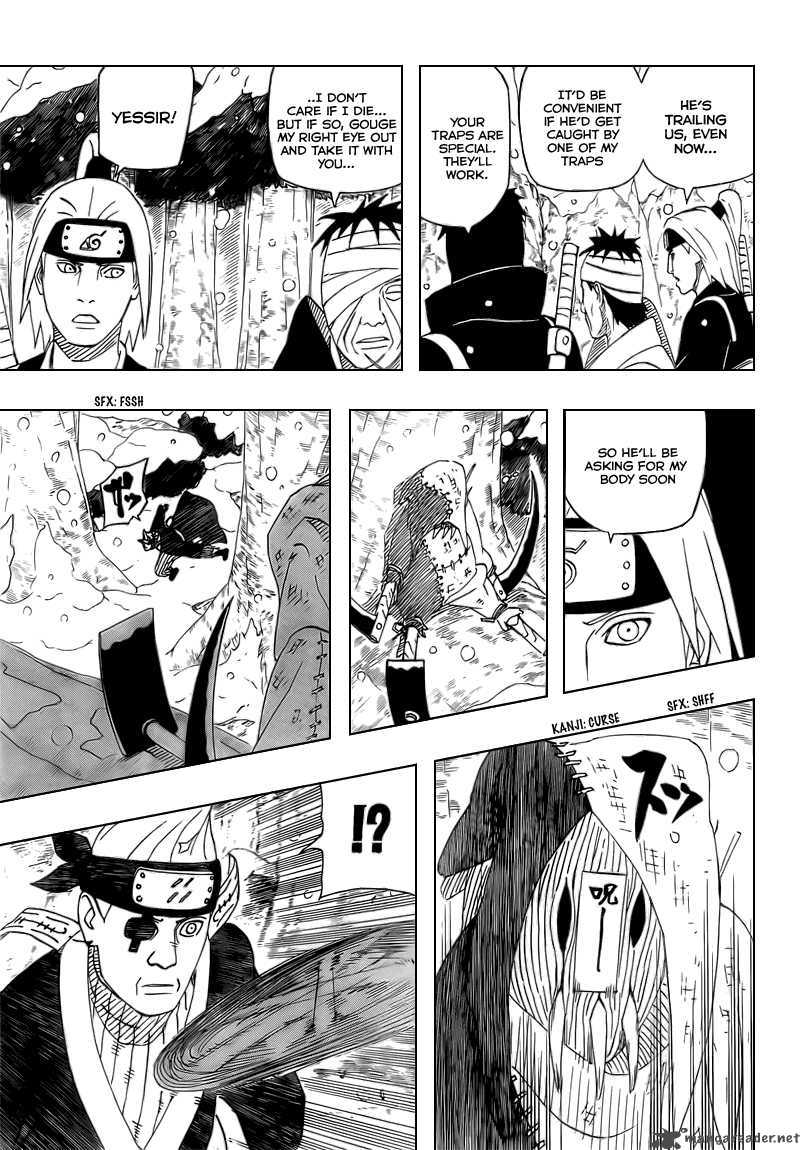 HE'S
TRAILING
US, EVEN
NOW...
IT'D BE
CONVENIENT
IF HE'D GET
CAUGHT BY
ONE OF MY
TRAPS
YOUR
TRAPS ARE
SPECIAL.
THEY'LL
WORK.
..I DON'T
CARE IF I DIE...
BUT IF SO, GOUGE
MY RIGHT EYE OUT
AND TAKE IT WITH
YOU...
YESSIR!
SO HE'LL BE
ASKING FOR MY
BODY SOON
SFX: FSSH
ザッ
SFX: SHFF
KANJI: CURSE
ズッ
呪
!?
mangareader.net